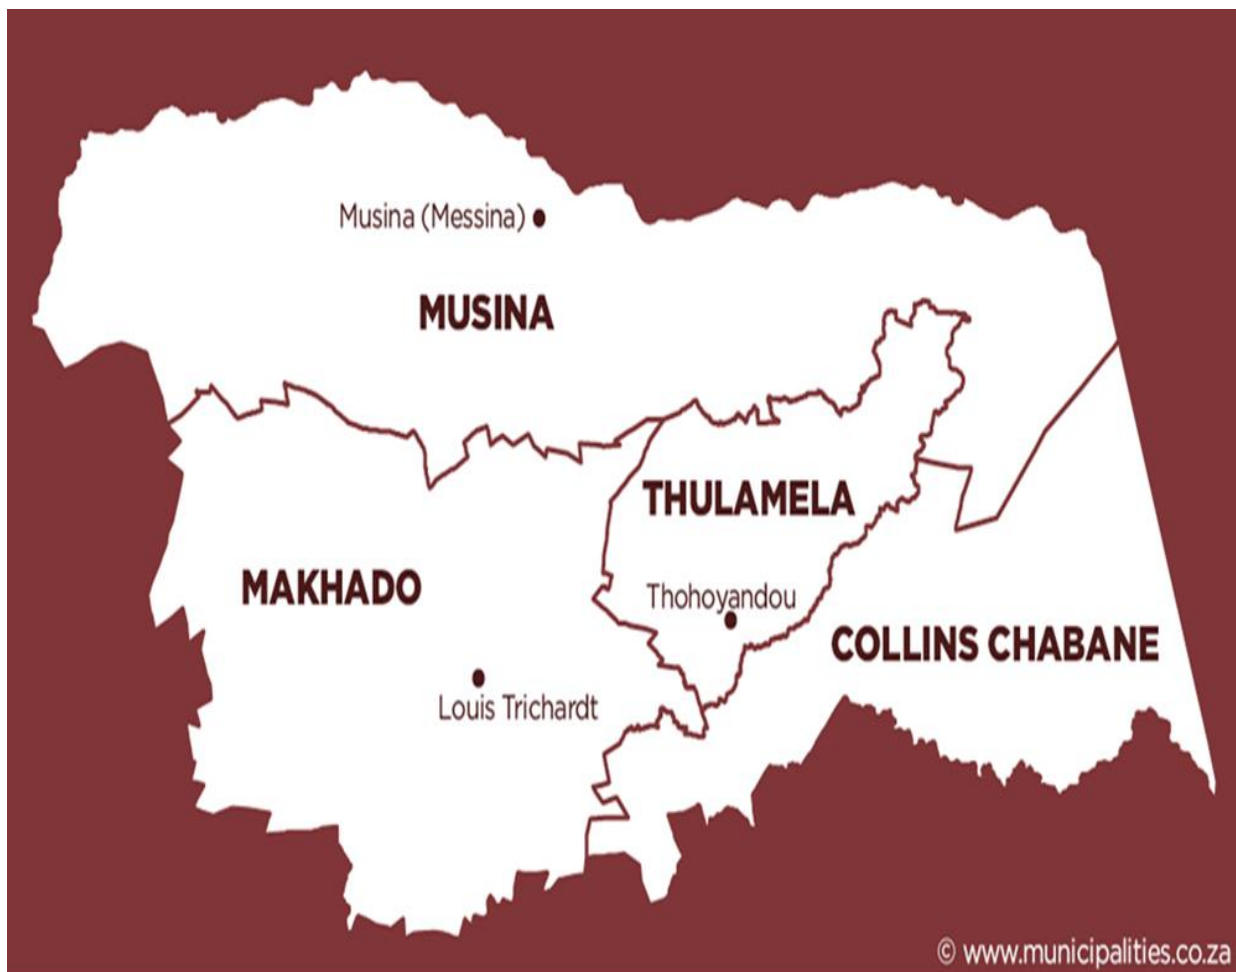 Musina (Messina)
MUSINA
THULAMELA
MAKHADO
Thohoyandou
COLLINS CHABANE
Louis Trichardt
© www.municipalities.co.za